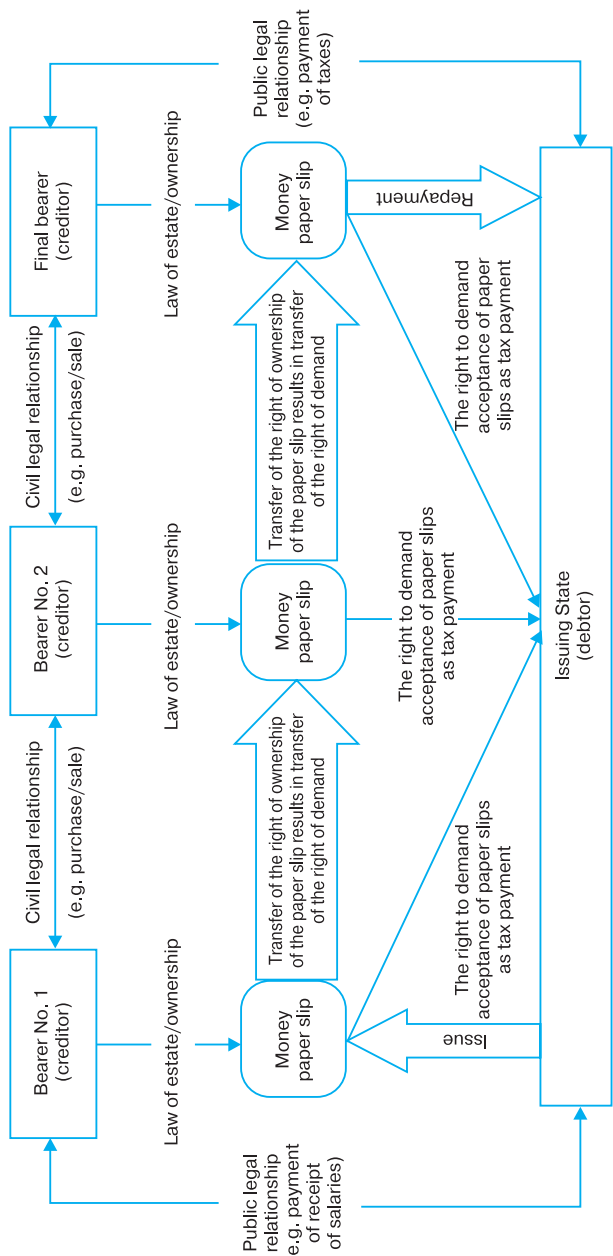 Bearer No. 1
(creditor)
Civil legal relationship
(e.g. purchase/sale)
Bearer No. 2
(creditor)
Civil legal relationship
(e.g. purchase/sale)
Final bearer
(creditor)
Law of estate/ownership
Law of estate/ownership
Law of estate/ownership
Public legal
relationship
e.g. payment
of receipt
of salaries)
Money
paper slip
Transfer of the right of ownership
of the paper slip results in transfer
of the right of demand
Money
paper slip
Transfer of the right of ownership
of the paper slip results in transfer
of the right of demand
Money
paper slip
Public legal
relationship
(e.g. payment
of taxes)
Issue
The right to demand
acceptance of paper slips
as tax payment
The right to demand
acceptance of paper slips
as tax payment
The right to demand
acceptance of paper
slips as tax payment
Repayment
Issuing State
(debtor)